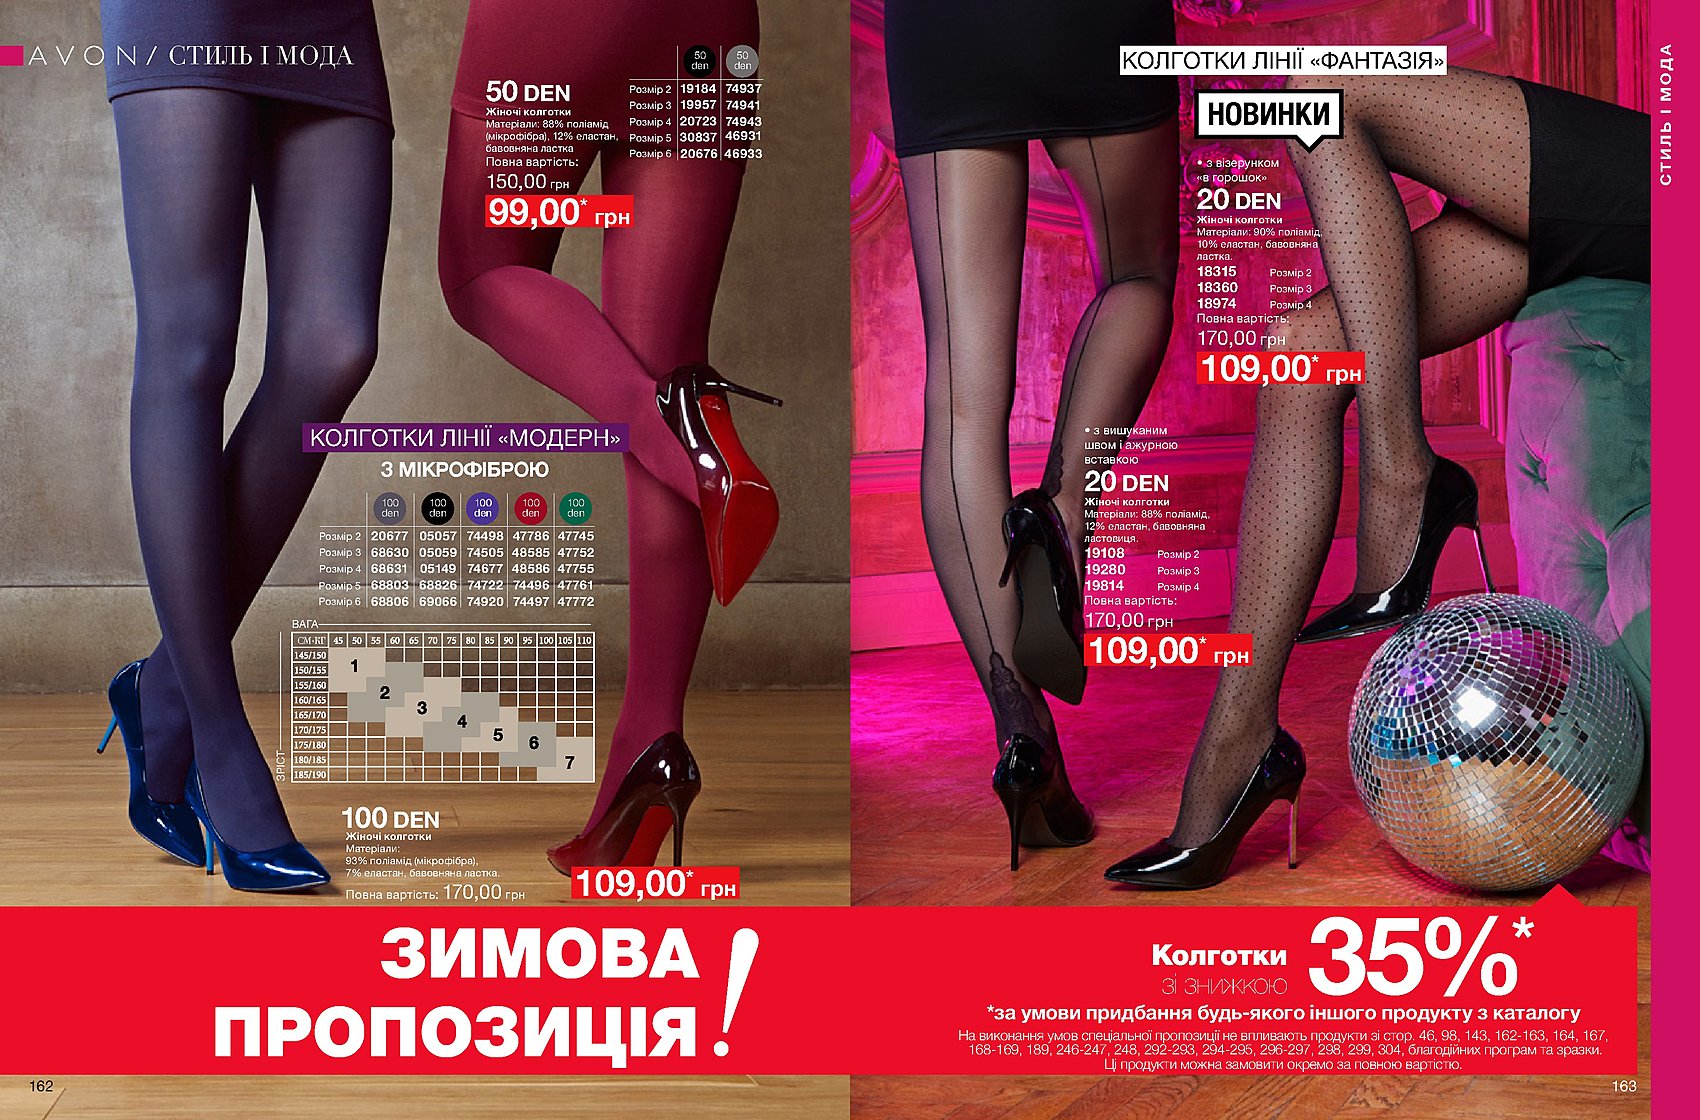 AVON / СТИЛЬ І МОДА
50 DEN
Жіночі колготки
Матеріали: 88% поліамід
(мікрофібра), 12% еластан,
бавовняна ластка
Повна вартість:
150,00 грн
99,00* грн
50 den 50 den
Розмір 2 19184 74937
Розмір 3 19957 74941
Розмір 4 20723 74943
Розмір 5 30837 46931
Розмір 6 20676 46933
КОЛГОТКИ ЛІНІЇ «МОДЕРН»
З МІКРОФІБРОЮ
100 den 100 den 100 den 100 den 100 den
Розмір 2 20677 05057 74498 47786 47745
Розмір 3 68630 05059 74505 48585 47752
Розмір 4 68631 05149 74677 48586 47755
Розмір 5 68803 68826 74722 74496 47761
Розмір 6 68806 69066 74920 74497 47772
ВАГА
СМ-КГ 45 50 55 60 65 70 75 80 85 90 95 100 105 110
ЗРІСТ
145/150
150/155
155/160
160/165
165/170
170/175
175/180
180/185
185/190
1
2
3
4
5
6
7
100 DEN
Жіночі колготки
Матеріали:
93% поліамід (мікрофібра),
7% еластан, бавовняна ластка.
Повна вартість: 170,00 грн
109,00* грн
ЗИМОВА
ПРОПОЗИЦІЯ!
162
КОЛГОТКИ ЛІНІЇ «ФАНТАЗІЯ»
НОВИНКИ
• з візерунком
«в горошок»
20 DEN
Жіночі колготки
Матеріали: 90% поліамід,
10% еластан, бавовняна
ластка.
18315 Розмір 2
18360 Розмір 3
18974 Розмір 4
Повна вартість:
170,00 грн
109,00* грн
• з вишуканим
швом і ажурною
вставкою
20 DEN
Жіночі колготки
Матеріали: 88% поліамід,
12% еластан, бавовняна
ластовиця.
19108 Розмір 2
19280 Розмір 3
19814 Розмір 4
Повна вартість:
170,00 грн
109,00* грн
СТИЛЬ І МОДА
Колготки
ЗІ ЗНИЖКОЮ
35%*
*за умови придбання будь-якого іншого продукту з каталогу
На виконання умов спеціальної пропозиції не впливають продукти зі стор. 46, 98, 143, 162-163, 164, 167,
168-169, 189, 246-247, 248, 292-293, 294-295, 296-297, 298, 299, 304, благодійних програм та зразки.
Ці продукти можна замовити окремо за повною вартістю.
163